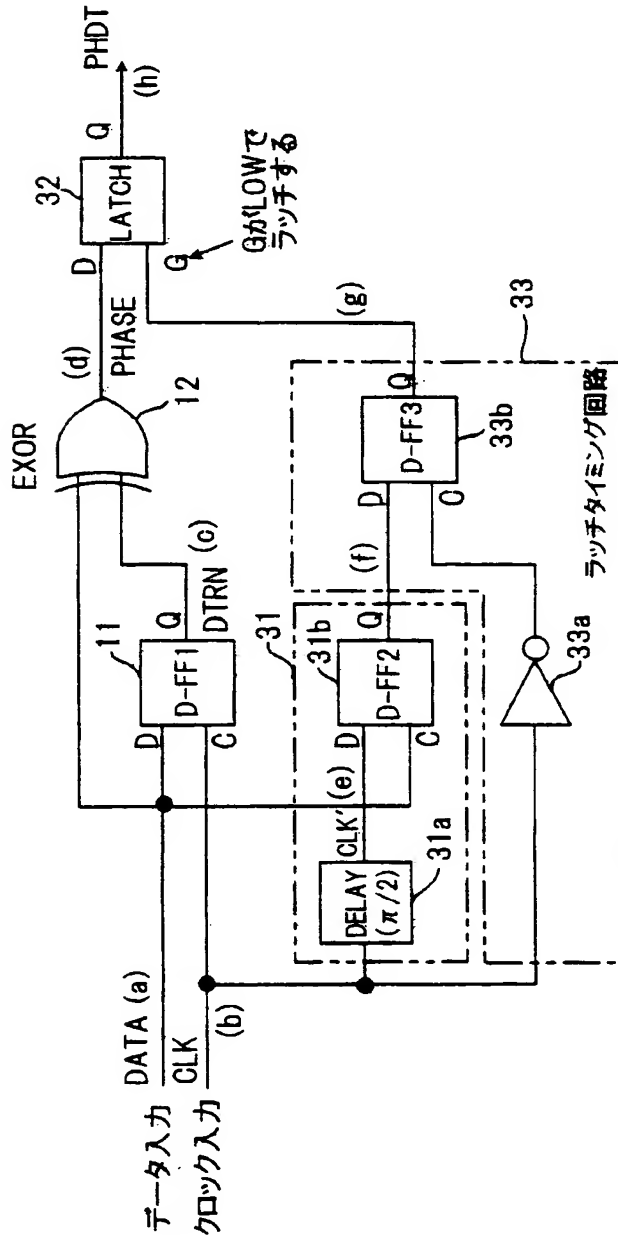 データ入力
DATA (a)
クロック入力
CLK
(b)
11
D
D-FF1
Q
C
DTRN
(c)
EXOR
12
(d)
PHASE
32
D
LATCH
Q
G
PHDT
(h)
GがLOWで
ラッチする
(g)
31
DELAY
(π/2)
31a
CLK'
(e)
31b
D
D-FF2
Q
C
(f)
33
D
D-FF3
Q
C
33b
33a
ラッチタイミング回路